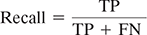 Recall = TP / TP + FN